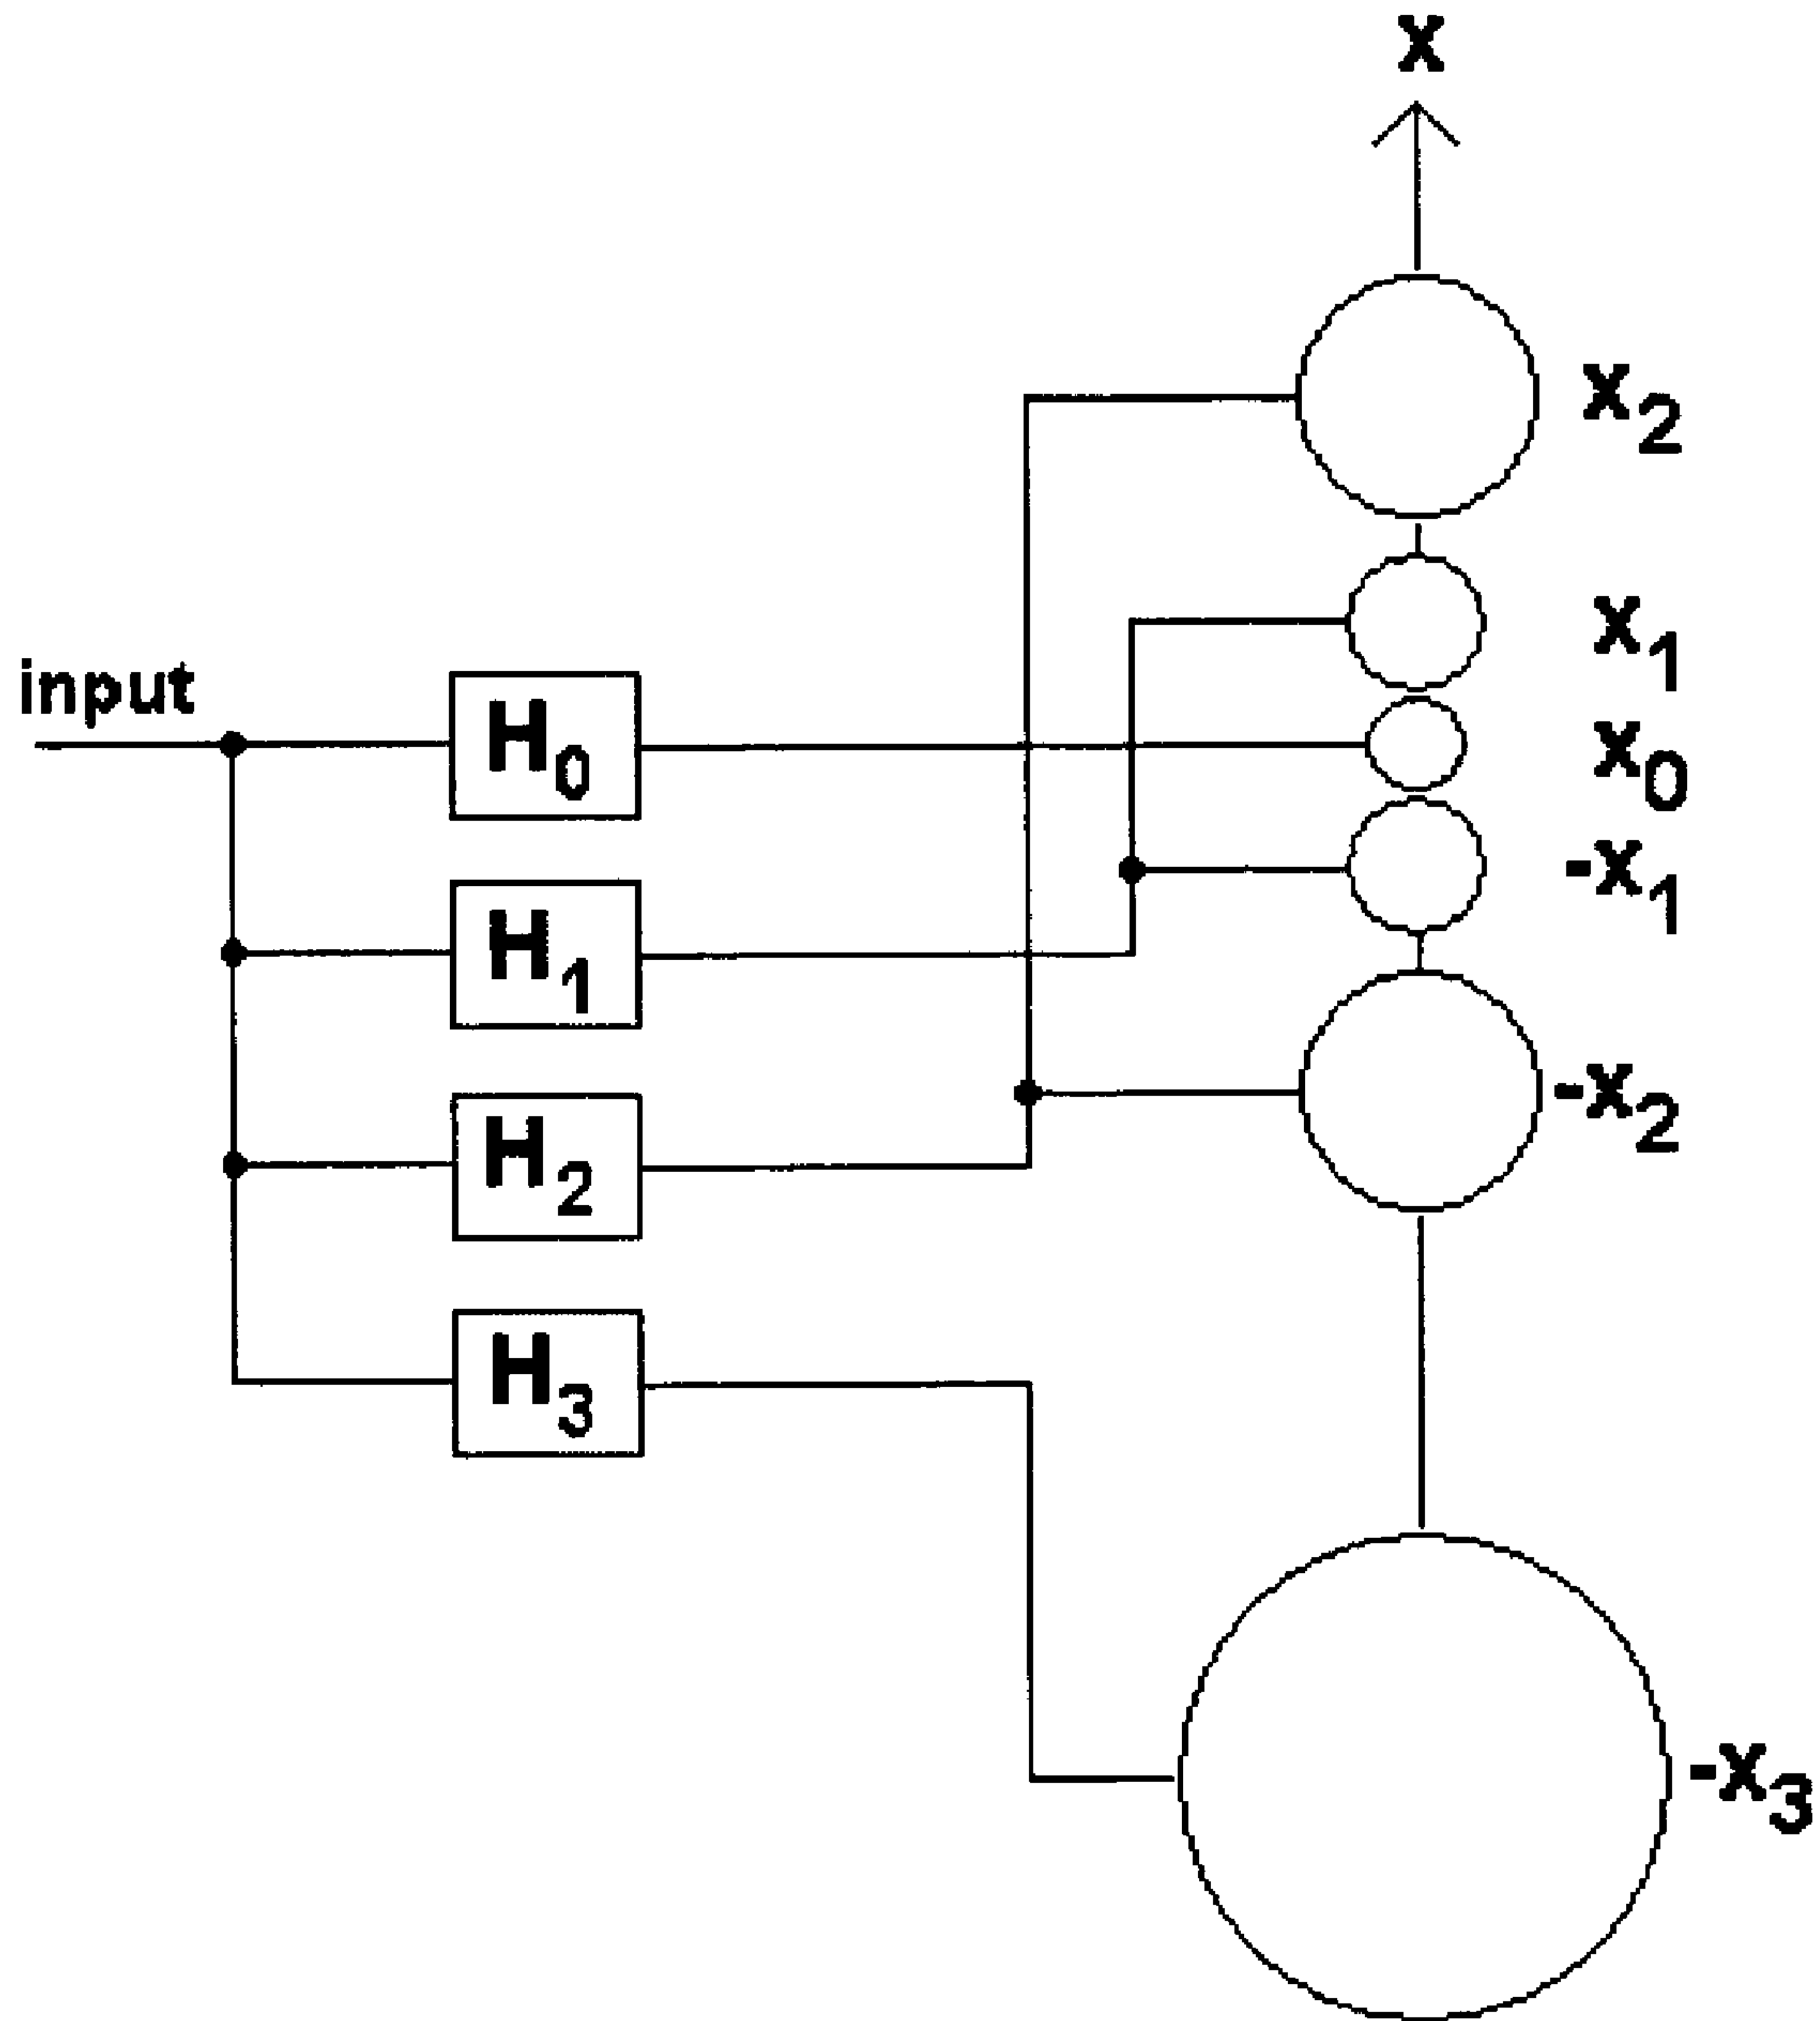 x
x₂
x₁
input
H₀
x₀
-x₁
H₁
-x₂
H₂
H₃
-x₃